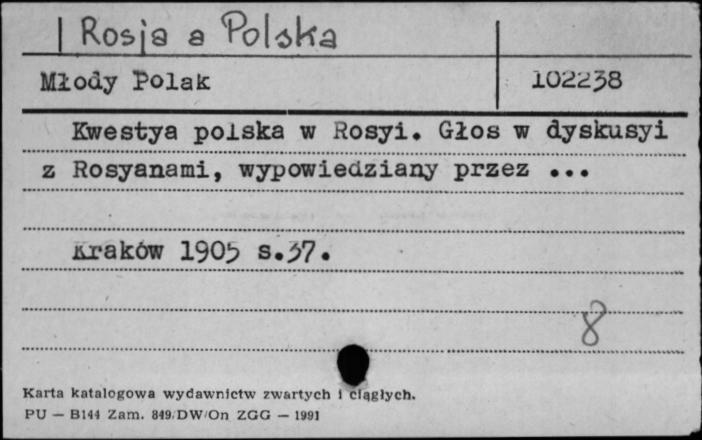 Rosja a Polska
Młody Polak 102238
Kwestya polska w Rosyi. Głos w dyskusyi
z Rosyanami, wypowiedziany przez ...
Kraków 1905 s.37.
8
Karta katalogowa wydawnictw zwartych i ciągłych.
PU — B144 Zam. 849/DW/On ZGG — 1991